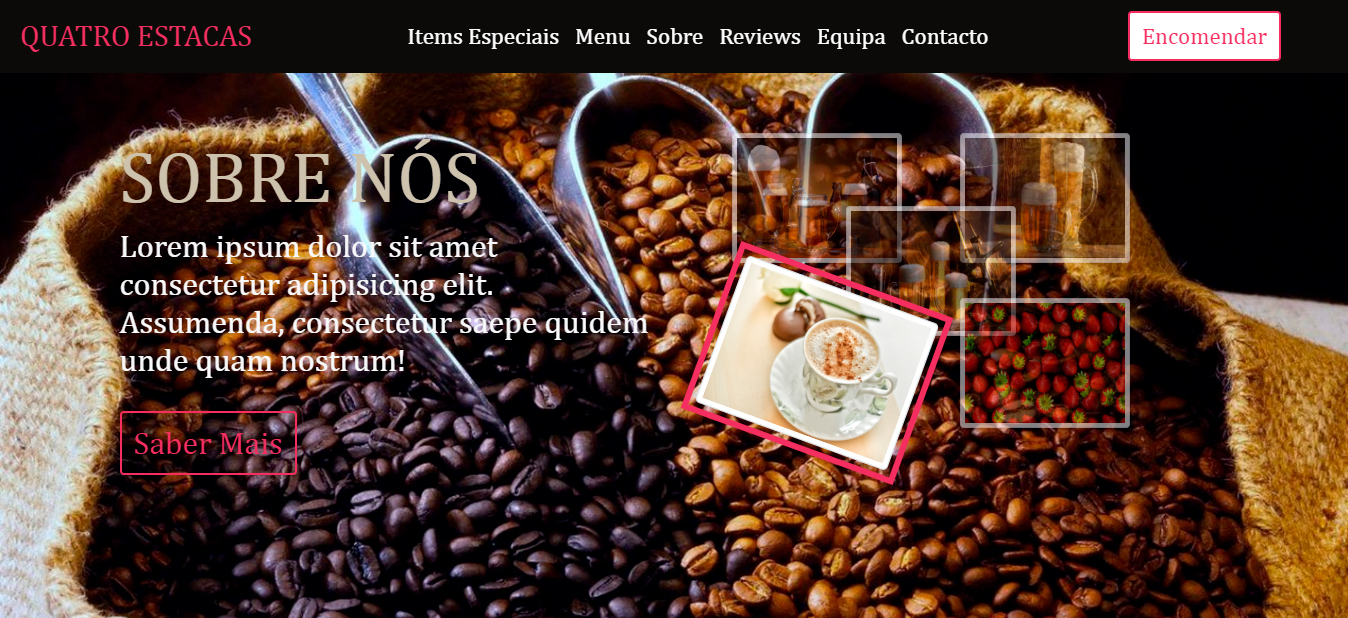 QUATRO ESTACAS
Items Especiais Menu Sobre Reviews Equipa Contacto
Encomendar
SOBRE NÓS
Lorem ipsum dolor sit amet
consectetur adipisicing elit.
Assumenda, consectetur saepe quidem
unde quam nostrum!
Saber Mais